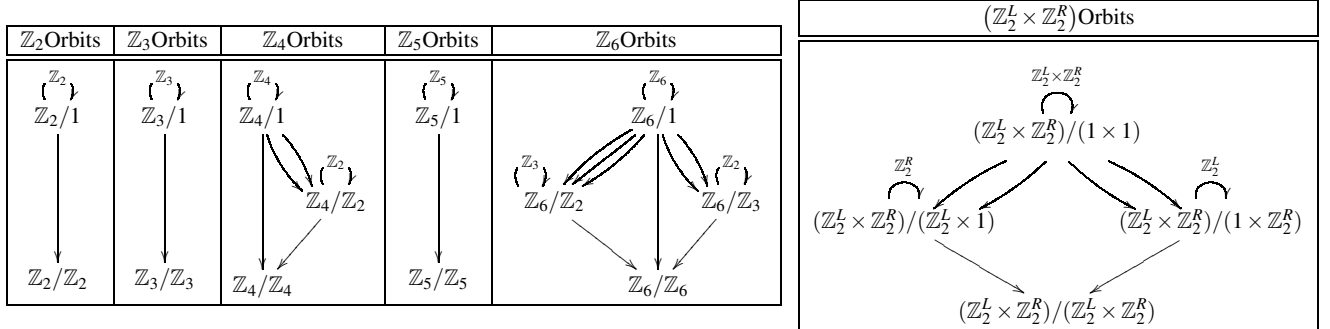 ℤ₂Orbits ℤ₃Orbits ℤ₄Orbits ℤ₅Orbits ℤ₆Orbits
ℤ₂ ℤ₃ ℤ₄ ℤ₅ ℤ₆
ℤ₂/1 ℤ₃/1 ℤ₄/1 ℤ₅/1 ℤ₆/1
ℤ₂ ℤ₃ ℤ₂
ℤ₄/ℤ₂ ℤ₆/ℤ₂ ℤ₆/ℤ₃
ℤ₂/ℤ₂ ℤ₃/ℤ₃ ℤ₄/ℤ₄ ℤ₅/ℤ₅ ℤ₆/ℤ₆
(ℤ₂ᴸ × ℤ₂ᴿ)Orbits
ℤ₂ᴸ×ℤ₂ᴿ
(ℤ₂ᴸ × ℤ₂ᴿ)/(1 × 1)
ℤ₂ᴿ ℤ₂ᴸ
(ℤ₂ᴸ × ℤ₂ᴿ)/(ℤ₂ᴸ × 1) (ℤ₂ᴸ × ℤ₂ᴿ)/(1 × ℤ₂ᴿ)
(ℤ₂ᴸ × ℤ₂ᴿ)/(ℤ₂ᴸ × ℤ₂ᴿ)